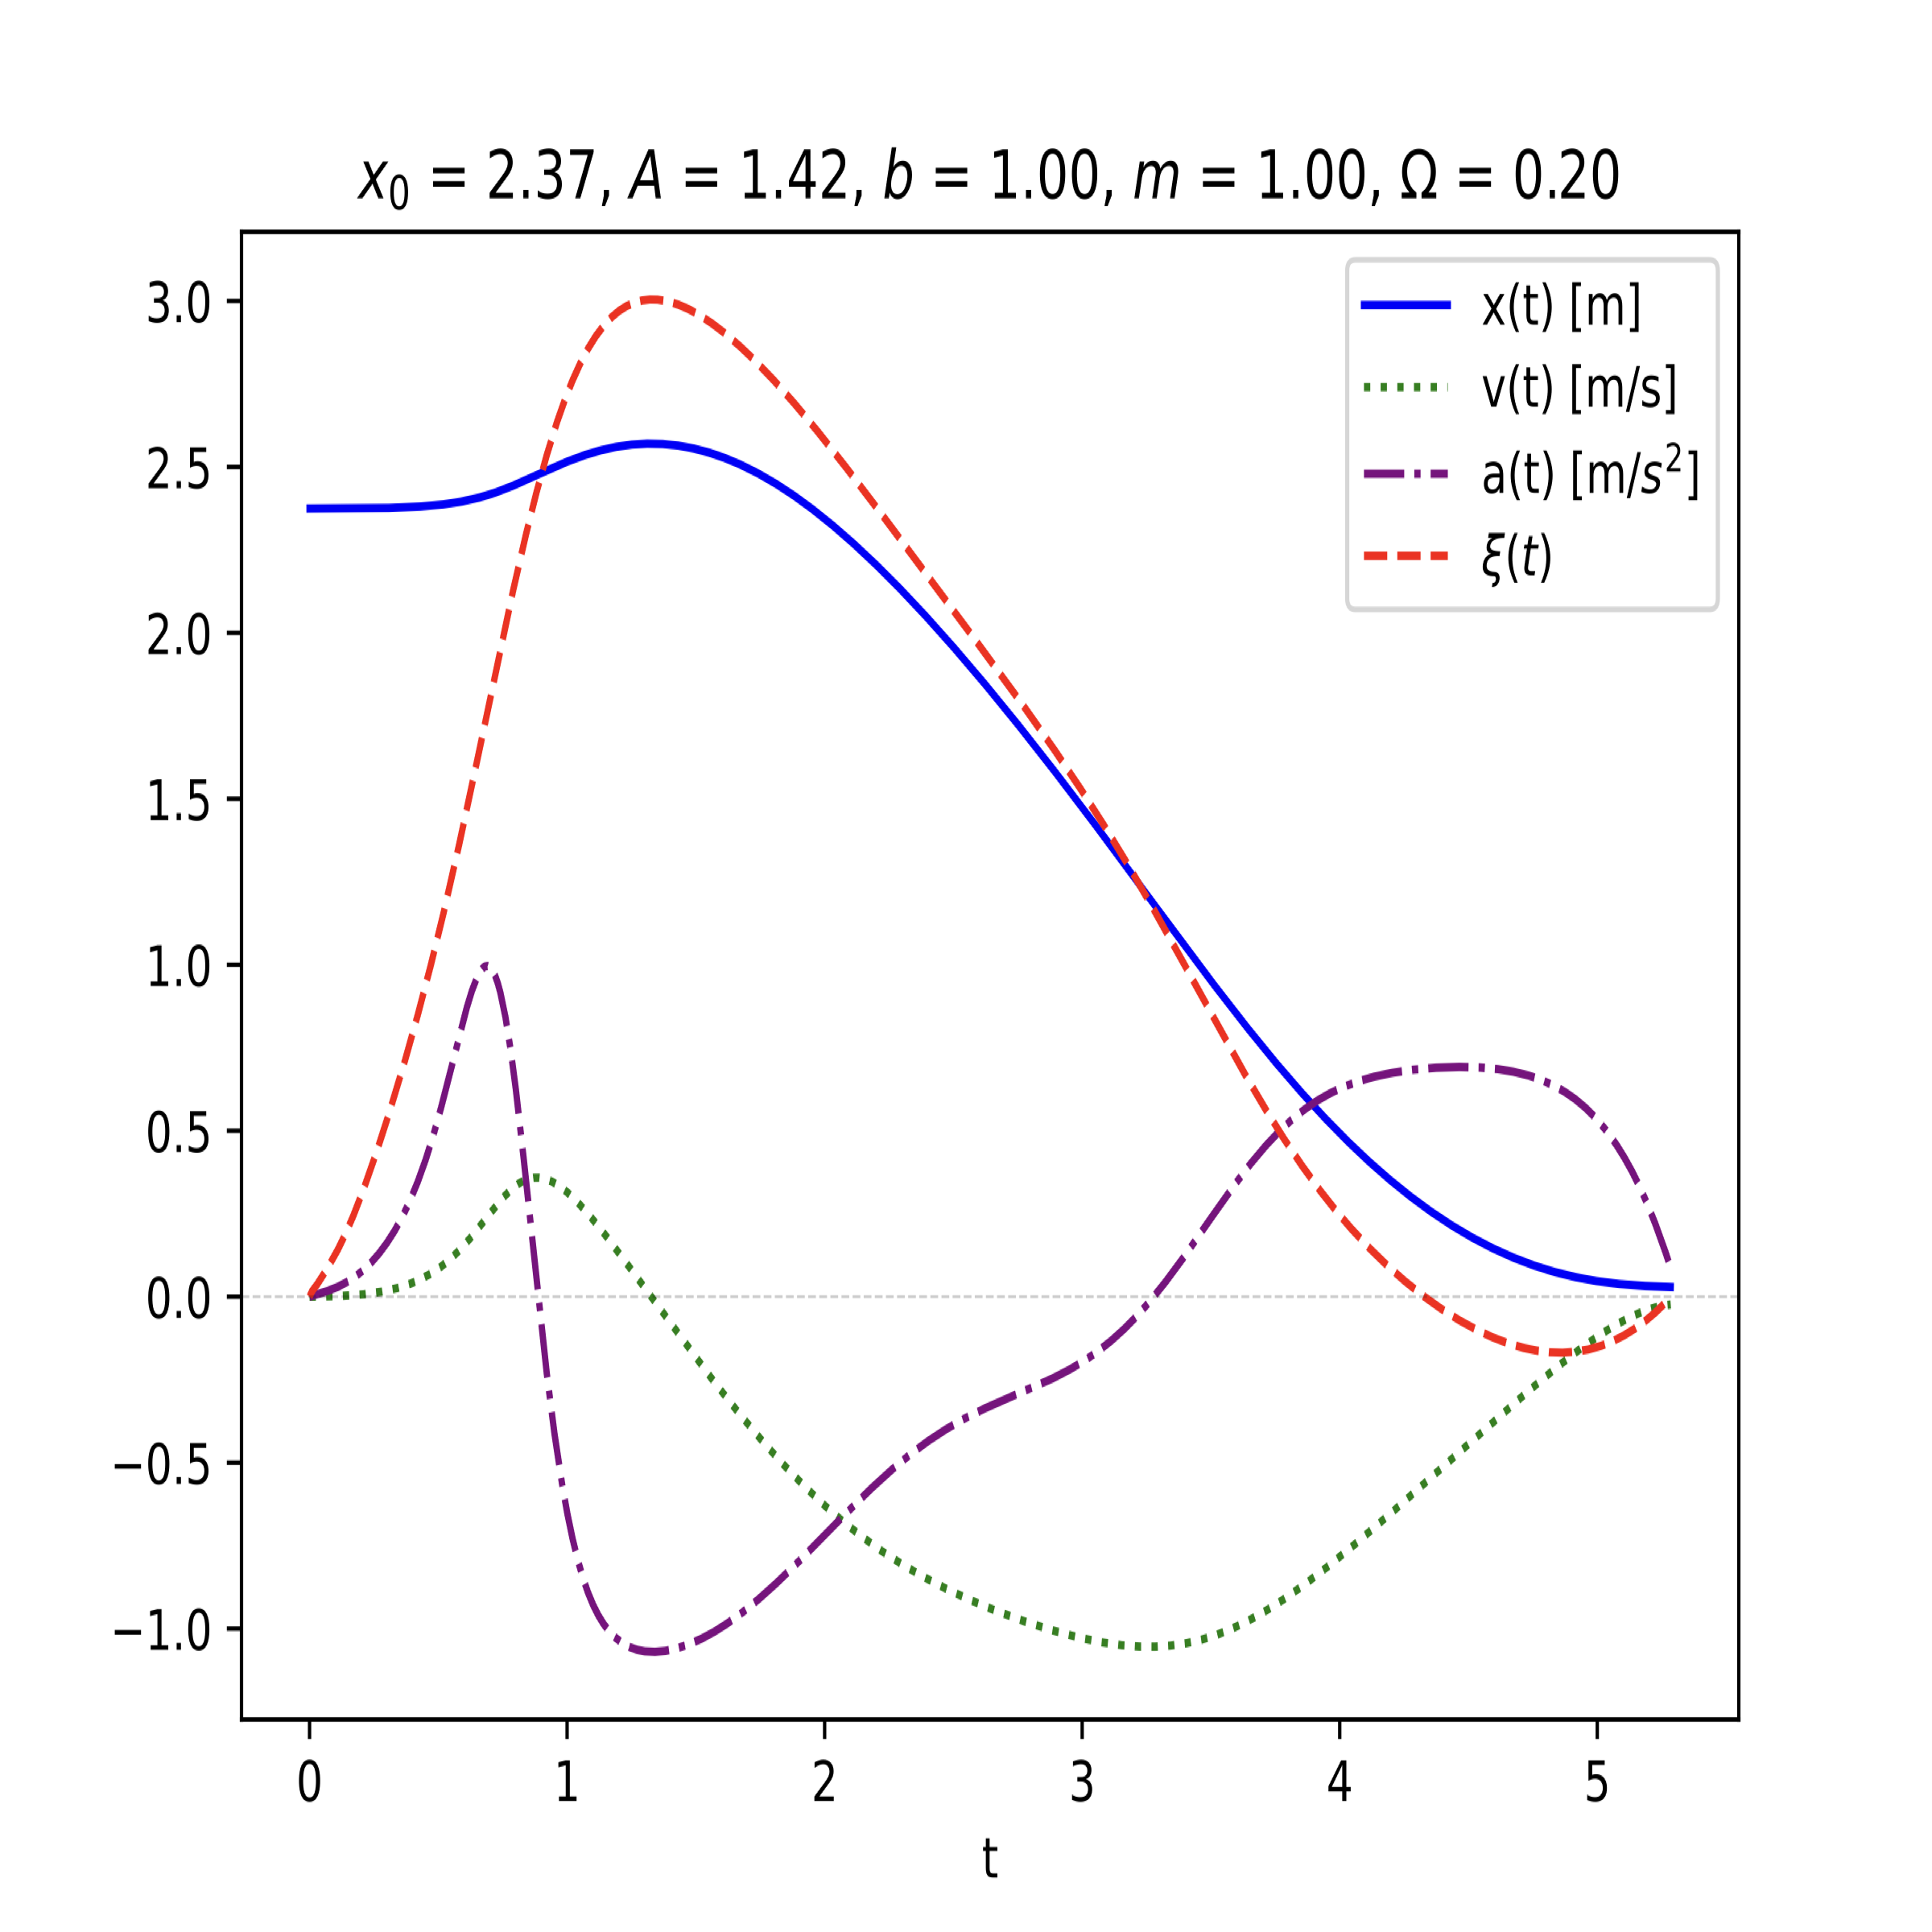 x₀ = 2.37, A = 1.42, b = 1.00, m = 1.00, Ω = 0.20
3.0
2.5
2.0
1.5
1.0
0.5
0.0
−0.5
−1.0
x(t) [m]
v(t) [m/s]
a(t) [m/s²]
ξ(t)
0 1 2 3 4 5
t